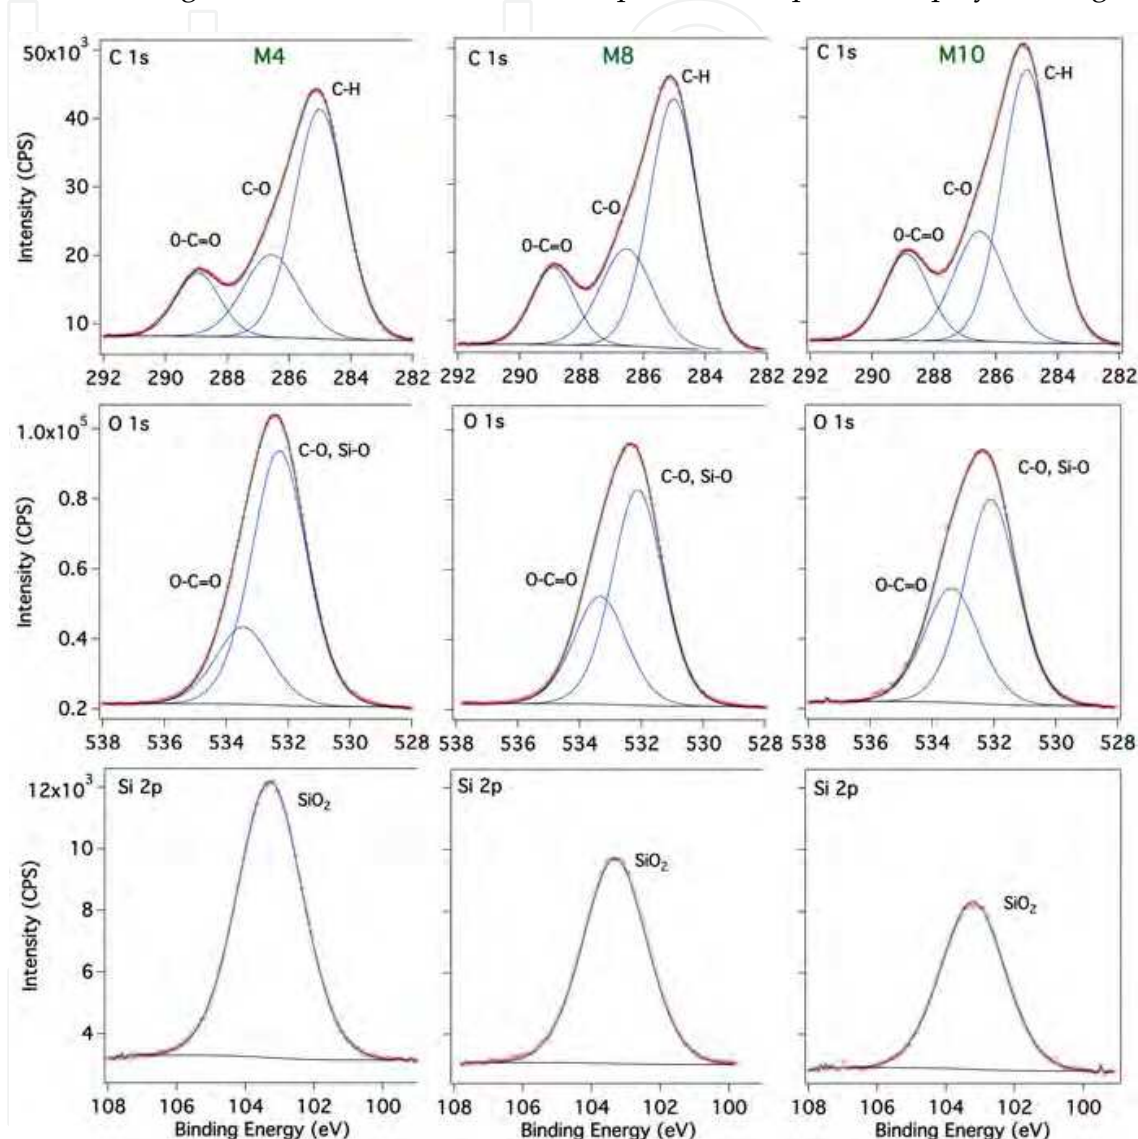 50x10³
C 1s
M4
C-H
40
30
20
10
C-O
O-C=O
Intensity (CPS)
292 290 288 286 284 282
C 1s
M8
C-H
C-O
O-C=O
292 290 288 286 284 282
C 1s
M10
C-H
C-O
O-C=O
292 290 288 286 284 282
1.0x10⁵
O 1s
C-O, Si-O
0.8
0.6
0.4
0.2
O-C=O
Intensity (CPS)
538 536 534 532 530 528
O 1s
C-O, Si-O
O-C=O
538 536 534 532 530 528
O 1s
C-O, Si-O
O-C=O
538 536 534 532 530 528
12x10³
Si 2p
SiO₂
10
8
6
4
Intensity (CPS)
108 106 104 102 100
Binding Energy (eV)
Si 2p
SiO₂
108 106 104 102 100
Binding Energy (eV)
Si 2p
SiO₂
108 106 104 102 100
Binding Energy (eV)